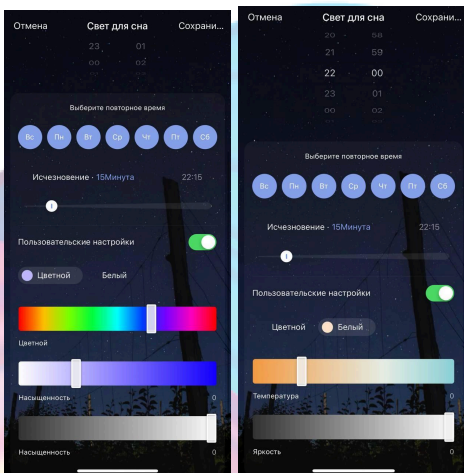 Отмена
Свет для сна
Сохрани...
23 01
00 02
Выберите повторное время
Вс Пн Вт Ср Чт Пт Сб
Исчезновение · 15Минута
22:15
Пользовательские настройки
Цветной
Белый
Цветной
Насыщенность
0
Насыщенность
0
Отмена
Свет для сна
Сохрани...
20 58
21 59
22 00
23 01
00 02
Выберите повторное время
Вс Пн Вт Ср Чт Пт Сб
Исчезновение · 15Минута
22:15
Пользовательские настройки
Цветной
Белый
Температура
0
Яркость
0